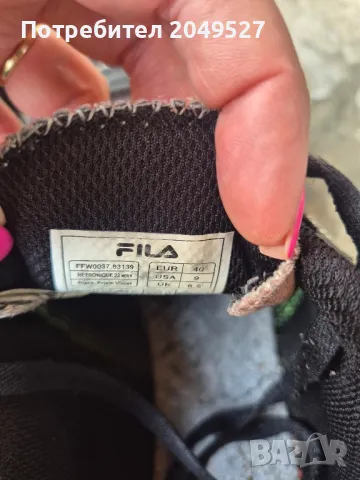 Потребител 2049527
FILA
FFW0037.83139
EUR 40
USA 9
UK 6.5
BAZAR